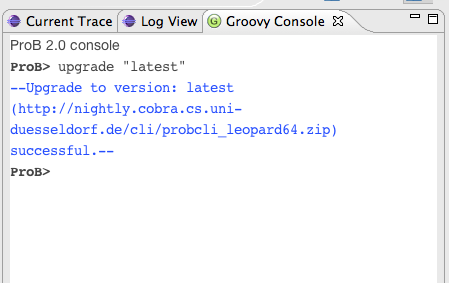 Current Trace Log View Groovy Console
ProB 2.0 console
ProB> upgrade "latest"
--Upgrade to version: latest
(http://nightly.cobra.cs.uni-
duesseldorf.de/cli/probcli_leopard64.zip)
successful.--
ProB>